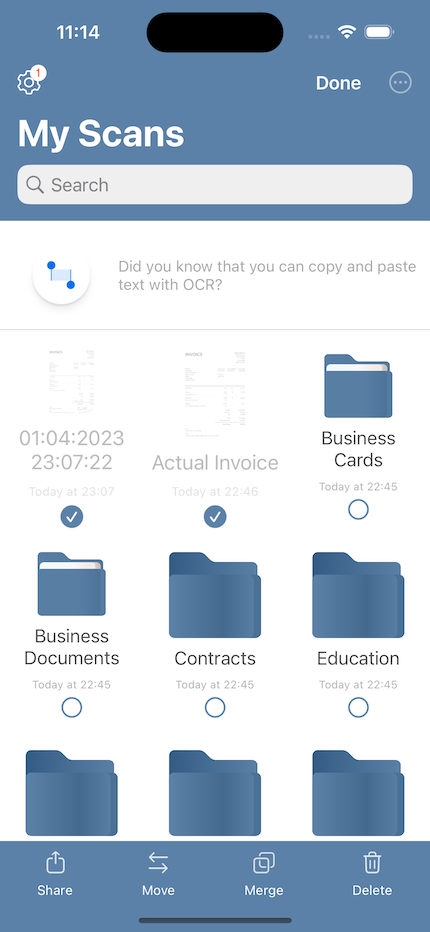 11:14
1
Done
My Scans
Search
Did you know that you can copy and paste
text with OCR?
INVOICE
INVOICE
01:04:2023
23:07:22
Today at 23:07
Actual Invoice
Today at 22:46
Business
Cards
Today at 22:45
Business
Documents
Today at 22:45
Contracts
Today at 22:45
Education
Today at 22:45
Share
Move
Merge
Delete